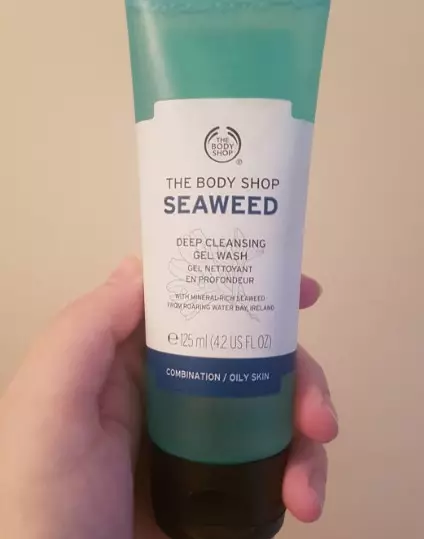 THE
BODY
SHOP
®
THE BODY SHOP
SEAWEED
DEEP CLEANSING
GEL WASH
GEL NETTOYANT
EN PROFONDEUR
WITH MINERAL-RICH SEAWEED
FROM ROARING WATER BAY, IRELAND
℮ 125 ml (4.2 US FL OZ)
COMBINATION / OILY SKIN